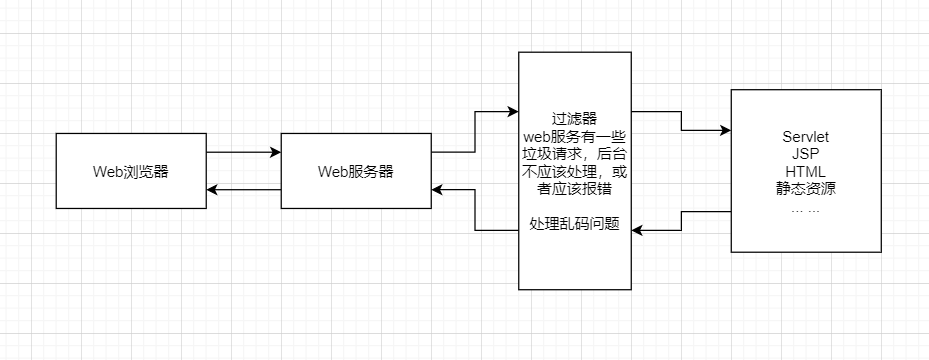 Web浏览器
Web服务器
过滤器
web服务有一些
垃圾请求，后台
不应该处理，或
者应该报错
处理乱码问题
Servlet
JSP
HTML
静态资源
... ...